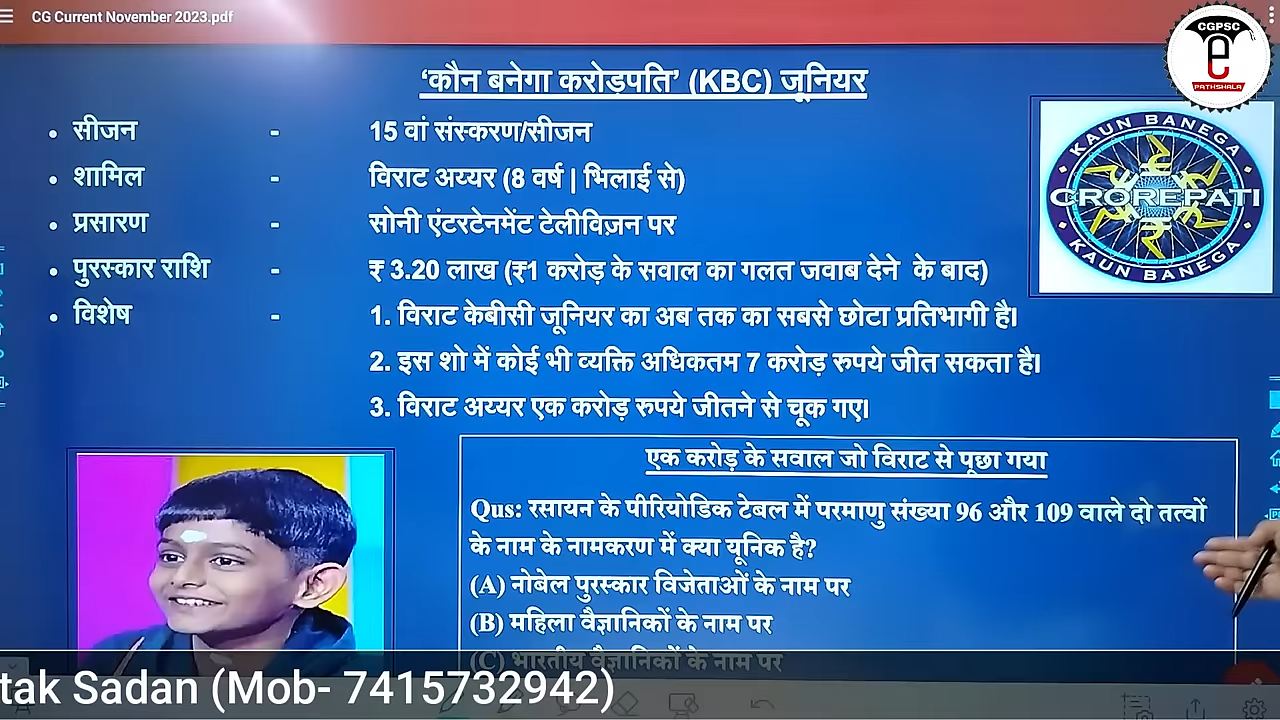 CG Current November 2023.pdf
CGPSC
e
PATHSHALA
‘कौन बनेगा करोड़पति’ (KBC) जूनियर
• सीजन - 15 वां संस्करण/सीजन
• शामिल - विराट अय्यर (8 वर्ष | भिलाई से)
• प्रसारण - सोनी एंटरटेनमेंट टेलीविज़न पर
• पुरस्कार राशि - ₹ 3.20 लाख (₹1 करोड़ के सवाल का गलत जवाब देने के बाद)
• विशेष - 1. विराट केबीसी जूनियर का अब तक का सबसे छोटा प्रतिभागी है।
2. इस शो में कोई भी व्यक्ति अधिकतम 7 करोड़ रुपये जीत सकता है।
3. विराट अय्यर एक करोड़ रुपये जीतने से चूक गए।
KAUN BANEGA
CROREPATI
KAUN BANEGA
एक करोड़ के सवाल जो विराट से पूछा गया
Qus: रसायन के पीरियोडिक टेबल में परमाणु संख्या 96 और 109 वाले दो तत्वों
के नाम के नामकरण में क्या यूनिक है?
(A) नोबेल पुरस्कार विजेताओं के नाम पर
(B) महिला वैज्ञानिकों के नाम पर
(C) भारतीय वैज्ञानिकों के नाम पर
tak Sadan (Mob- 7415732942)